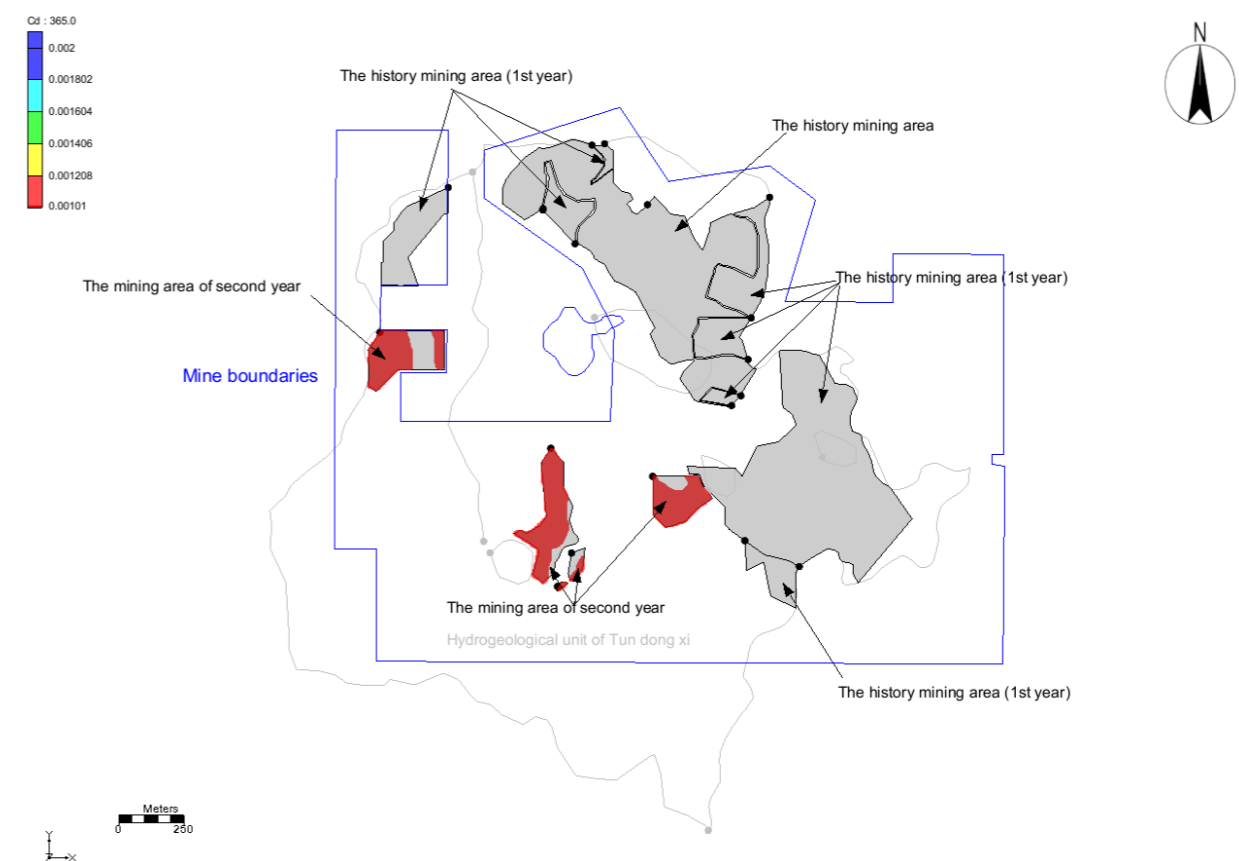 Cd : 365.0
0.002
0.001802
0.001604
0.001406
0.001208
0.00101
N
The history mining area (1st year)
The history mining area
The history mining area (1st year)
The mining area of second year
Mine boundaries
The mining area of second year
Hydrogeological unit of Tun dong xi
The history mining area (1st year)
Meters
0 250
Y
Z X